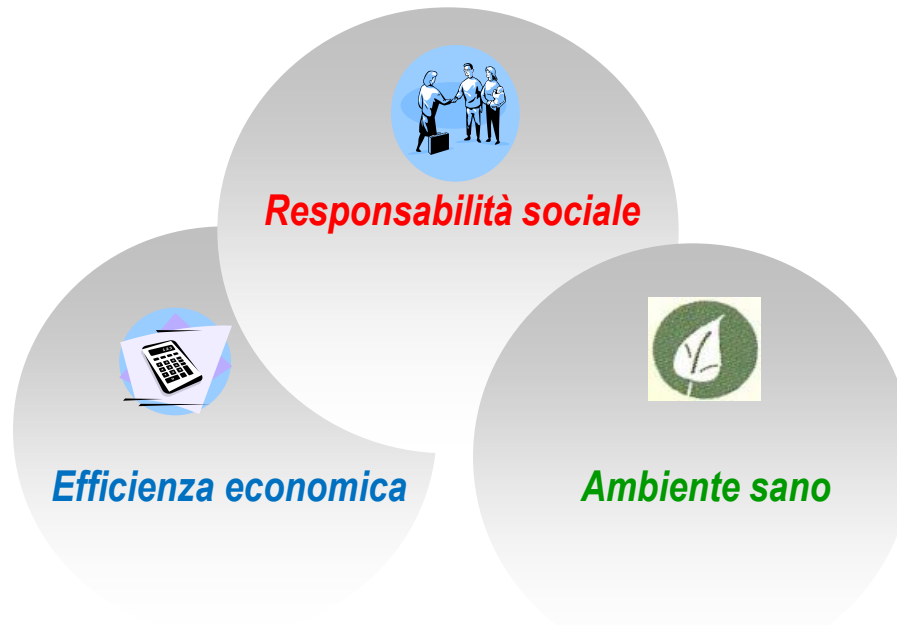 Responsabilità sociale
Efficienza economica
Ambiente sano